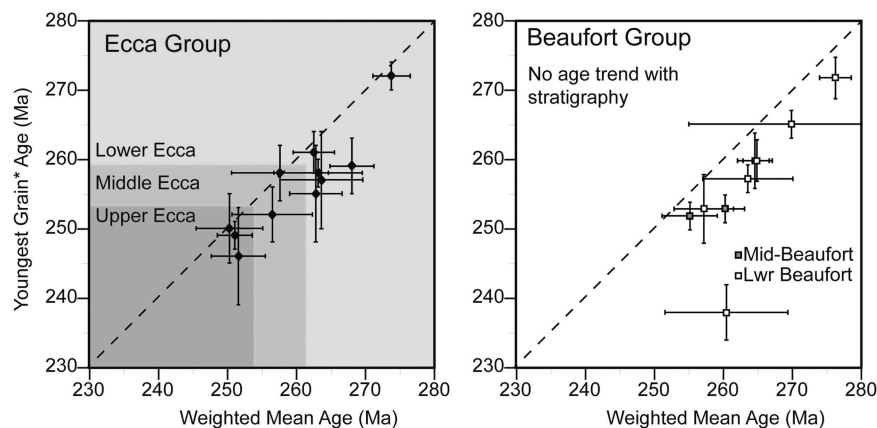 Ecca Group
Lower Ecca
Middle Ecca
Upper Ecca
Youngest Grain* Age (Ma)
280
270
260
250
240
230
230
240
250
260
270
280
Weighted Mean Age (Ma)
Beaufort Group
No age trend with
stratigraphy
Mid-Beaufort
Lwr Beaufort
280
270
260
250
240
230
230
240
250
260
270
280
Weighted Mean Age (Ma)